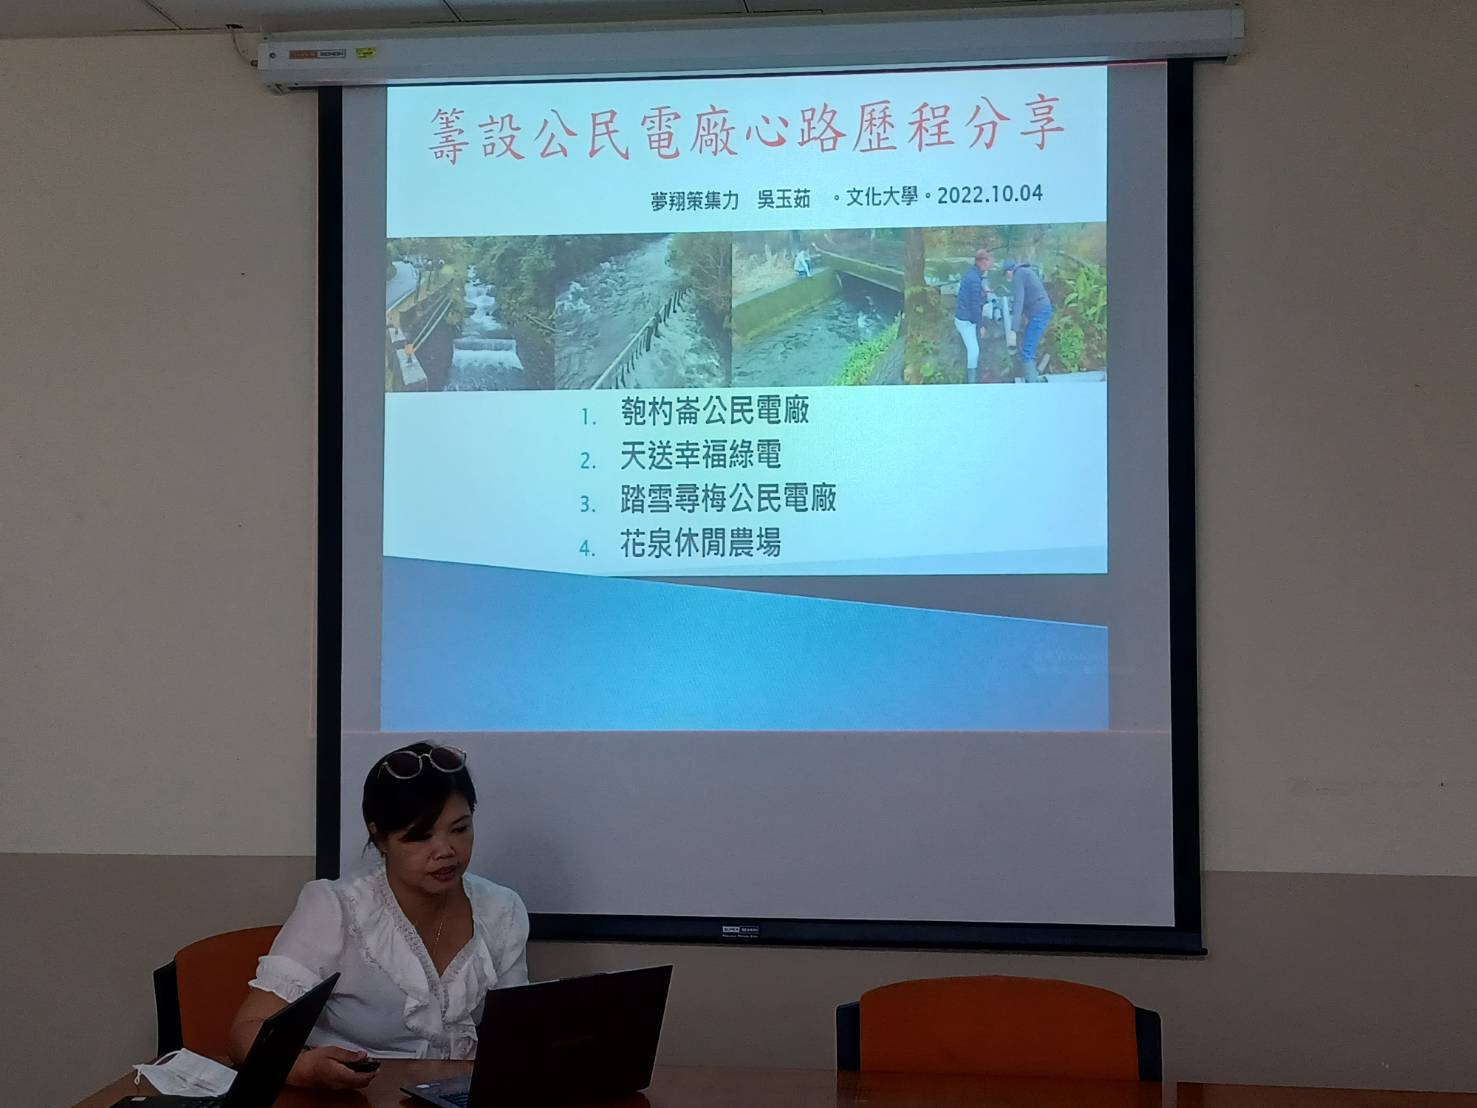 籌設公民電廠心路歷程分享
夢翔策集力 吳玉茹 。文化大學。2022.10.04
1. 匏杓崙公民電廠
2. 天送幸福綠電
3. 踏雪尋梅公民電廠
4. 花泉休閒農場